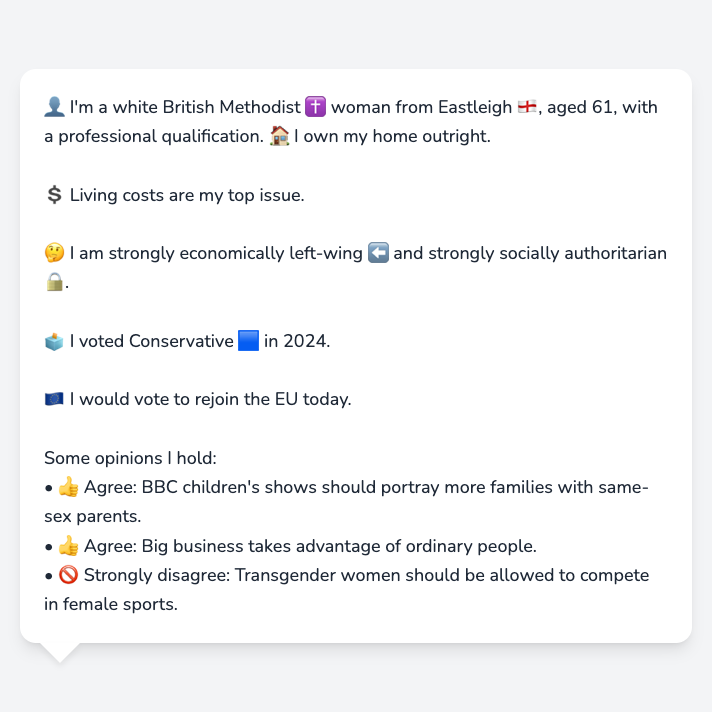 👤 I'm a white British Methodist ✝️ woman from Eastleigh 🏴󠁧󠁢󠁥󠁮󠁧󠁿, aged 61, with
a professional qualification. 🏠 I own my home outright.
💲 Living costs are my top issue.
🤔 I am strongly economically left-wing ⬅️ and strongly socially authoritarian
🔒.
🗳️ I voted Conservative 🟦 in 2024.
🇪🇺 I would vote to rejoin the EU today.
Some opinions I hold:
• 👍 Agree: BBC children's shows should portray more families with same-
sex parents.
• 👍 Agree: Big business takes advantage of ordinary people.
• 🚫 Strongly disagree: Transgender women should be allowed to compete
in female sports.